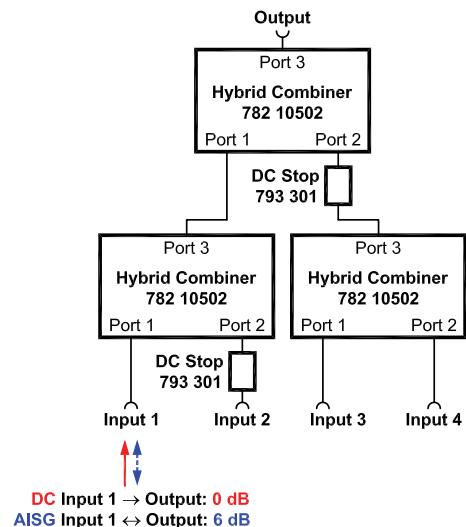 Output
Port 3
Hybrid Combiner
782 10502
Port 1 Port 2
DC Stop
793 301
Port 3
Hybrid Combiner
782 10502
Port 1 Port 2
Port 3
Hybrid Combiner
782 10502
Port 1 Port 2
DC Stop
793 301
Input 1 Input 2 Input 3 Input 4
DC Input 1 → Output: 0 dB
AISG Input 1 ↔ Output: 6 dB